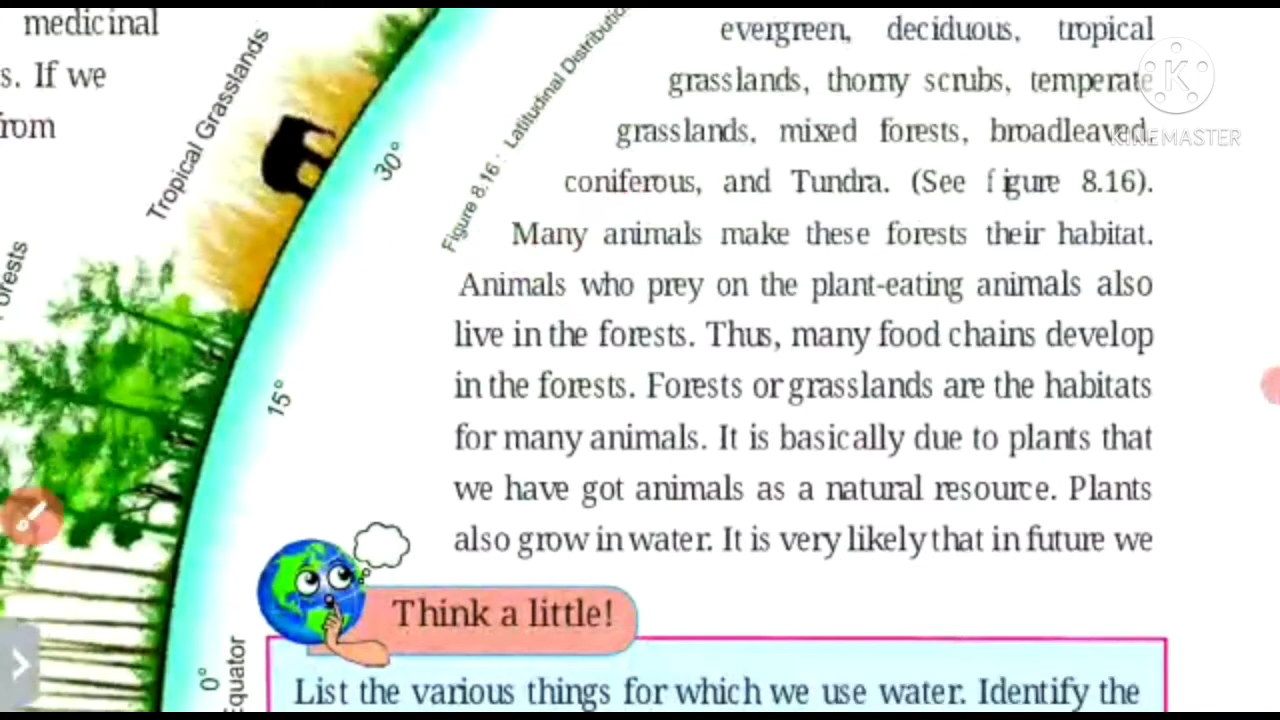 medicinal
s. If we
from
Tropical Grasslands
orests
30°
15°
0°
Equator
Figure 8.16 : Latitudinal Distributio
evergreen, deciduous, tropical
grasslands, thorny scrubs, temperate
grasslands, mixed forests, broadleaved,
coniferous, and Tundra. (See figure 8.16).
Many animals make these forests their habitat.
Animals who prey on the plant-eating animals also
live in the forests. Thus, many food chains develop
in the forests. Forests or grasslands are the habitats
for many animals. It is basically due to plants that
we have got animals as a natural resource. Plants
also grow in water. It is very likely that in future we
Think a little!
List the various things for which we use water. Identify the
K
KINEMASTER